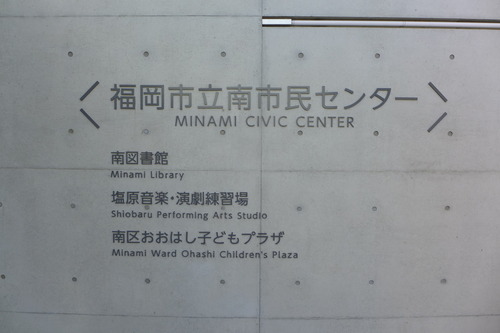 福岡市立南市民センター
MINAMI CIVIC CENTER
南図書館
Minami Library
塩原音楽・演劇練習場
Shiobaru Performing Arts Studio
南区おおはし子どもプラザ
Minami Ward Ohashi Children's Plaza